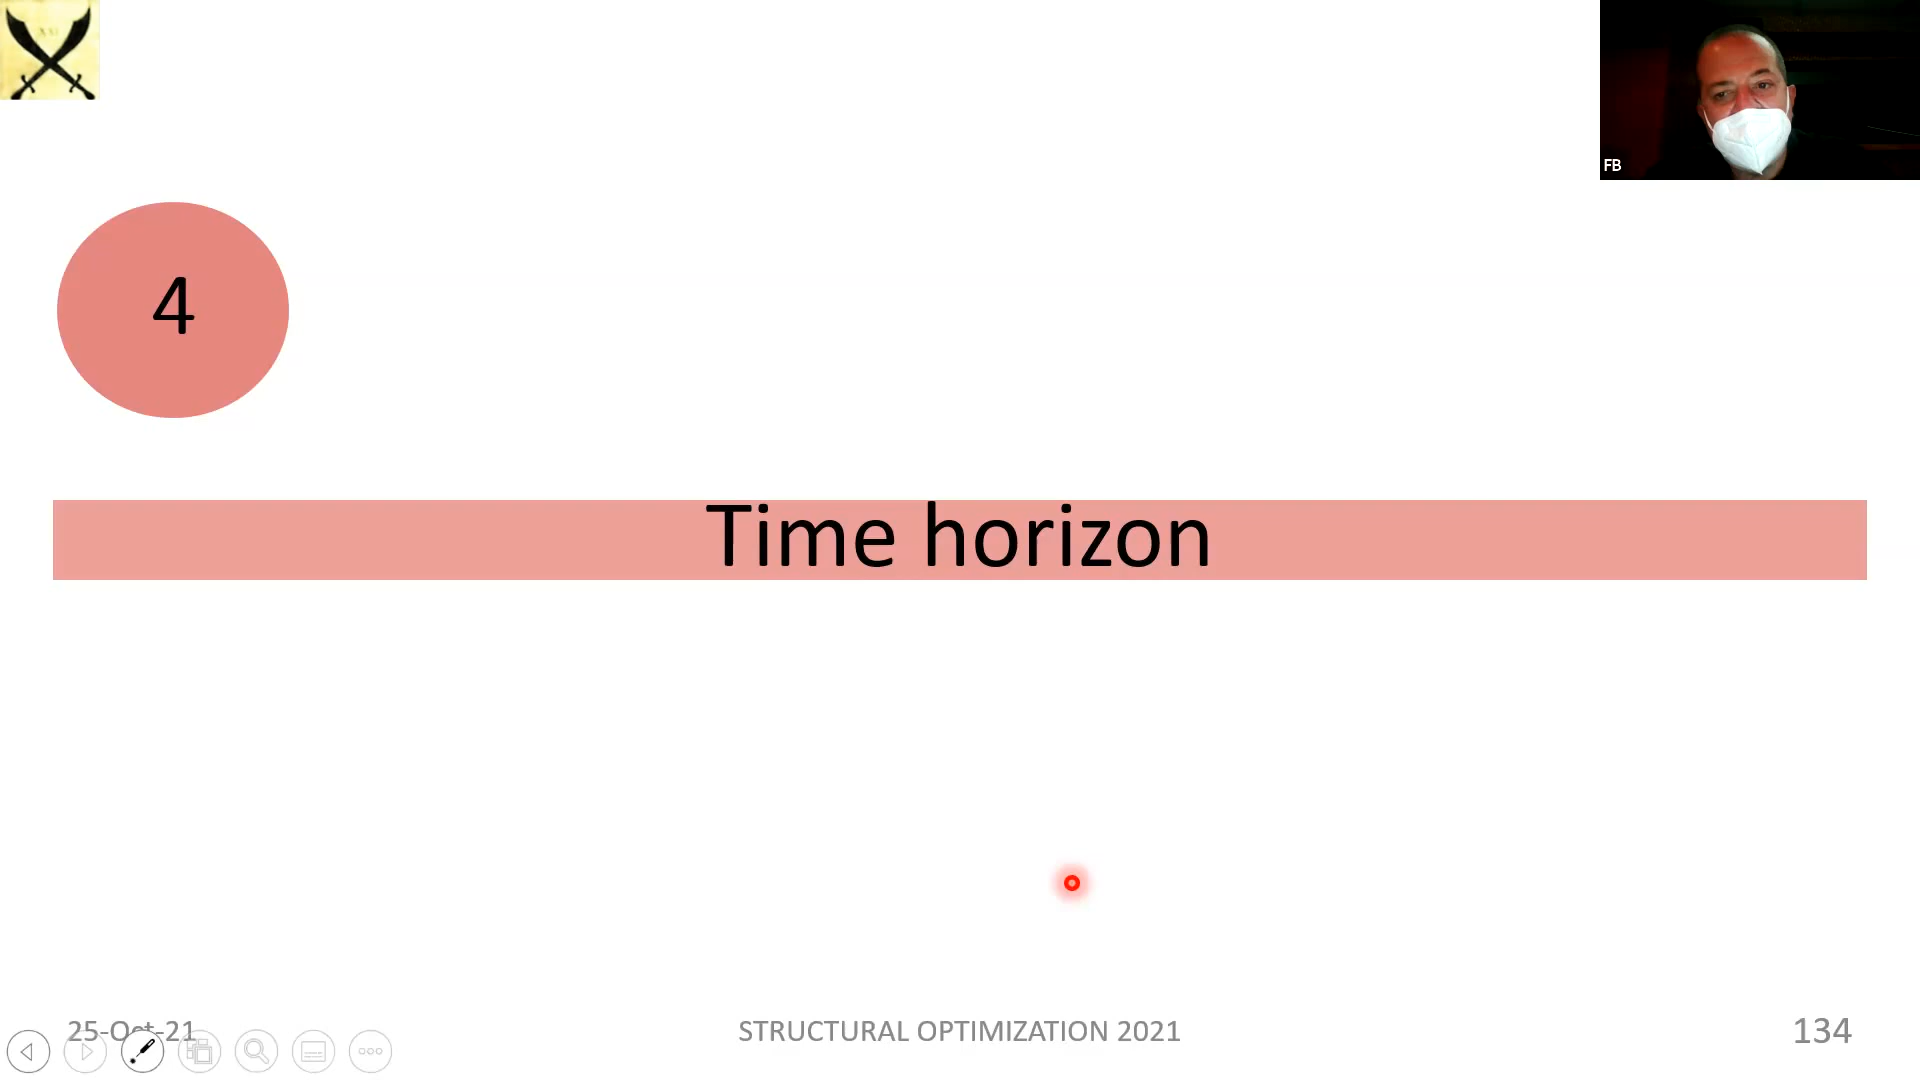 FB
4
Time horizon
25-Oct-21
STRUCTURAL OPTIMIZATION 2021
134